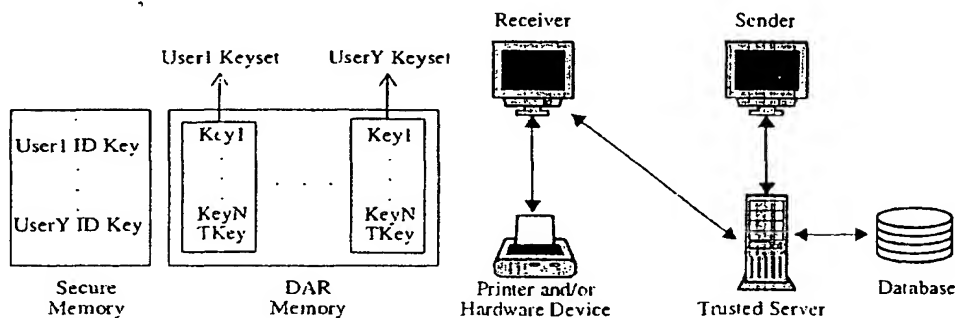 Receiver
Sender
User1 Keyset
UserY Keyset
User1 ID Key
UserY ID Key
Key1
KeyN
TKey
Key1
KeyN
TKey
Secure
Memory
DAR
Memory
Printer and/or
Hardware Device
Trusted Server
Database